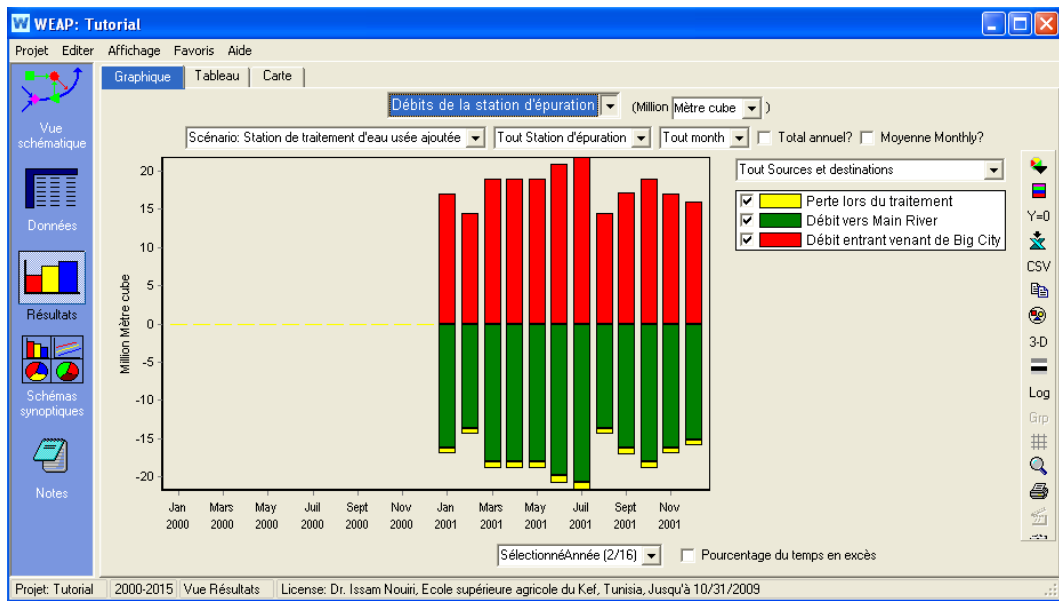 WEAP: Tutorial
Projet Editer Affichage Favoris Aide
Vue
schématique
Données
Résultats
Schémas
synoptiques
Notes
Graphique Tableau Carte
Débits de la station d'épuration (Million Mètre cube )
Scénario: Station de traitement d'eau usée ajoutée Tout Station d'épuration Tout month Total annuel? Moyenne Monthly?
Tout Sources et destinations
Perte lors du traitement
Débit vers Main River
Débit entrant venant de Big City
Million Mètre cube
20
15
10
5
0
-5
-10
-15
-20
Jan Mars May Juil Sept Nov Jan Mars May Juil Sept Nov
2000 2000 2000 2000 2000 2000 2001 2001 2001 2001 2001 2001
SélectionnéAnnée (2/16) Pourcentage du temps en excès
Y=0
CSV
3-D
Log
Grp
Projet: Tutorial 2000-2015 Vue Résultats License: Dr. Issam Nouiri, Ecole supérieure agricole du Kef, Tunisia, Jusqu'à 10/31/2009